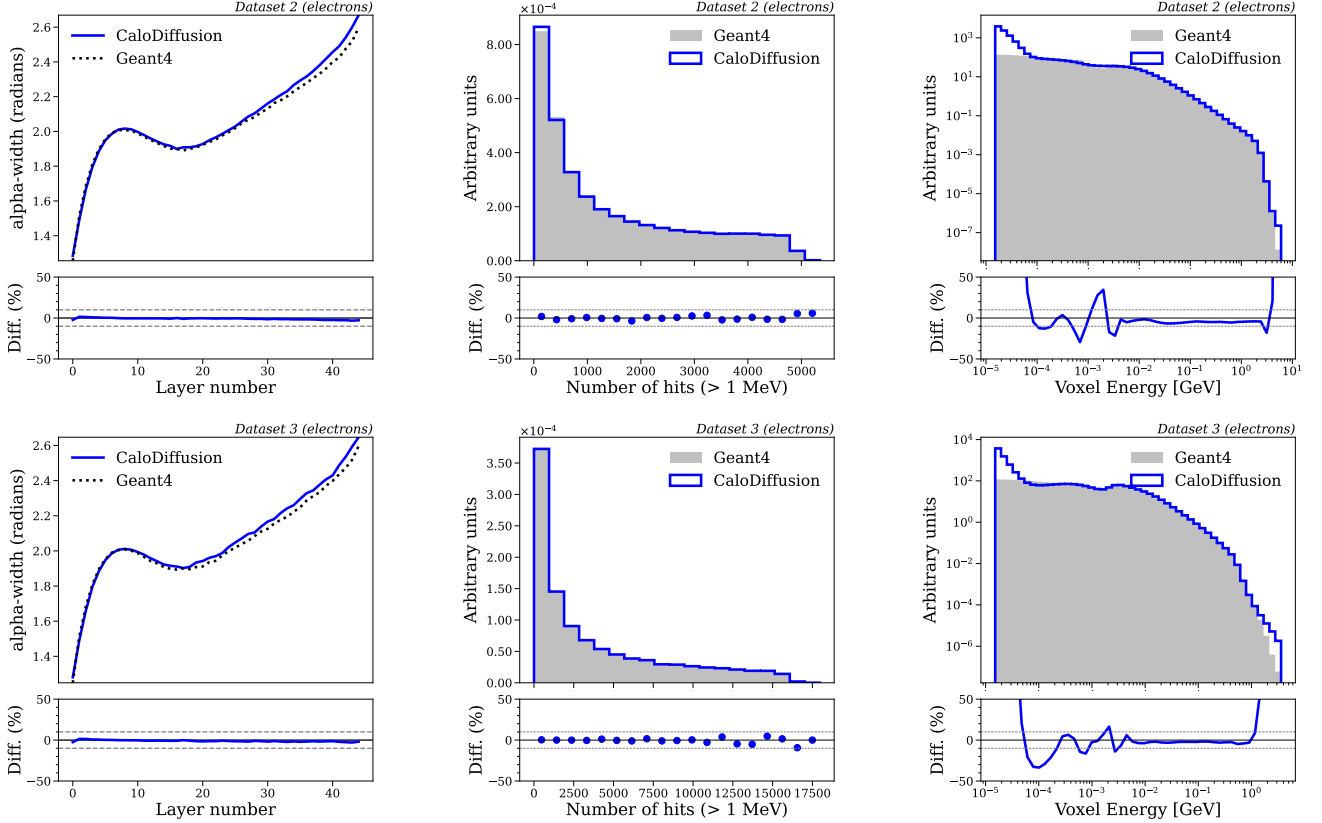 Dataset 2 (electrons)
2.6
2.4
2.2
2.0
1.8
1.6
1.4
alpha-width (radians)
CaloDiffusion
Geant4
50
0
−50
Diff. (%)
0 10 20 30 40
Layer number
×10−4
Dataset 2 (electrons)
8.00
6.00
4.00
2.00
0.00
Arbitrary units
Geant4
CaloDiffusion
50
0
−50
Diff. (%)
0 1000 2000 3000 4000 5000
Number of hits (> 1 MeV)
Dataset 2 (electrons)
10^3
10^1
10^−1
10^−3
10^−5
10^−7
Arbitrary units
Geant4
CaloDiffusion
50
0
−50
Diff. (%)
10^−5 10^−4 10^−3 10^−2 10^−1 10^0 10^1
Voxel Energy [GeV]
Dataset 3 (electrons)
2.6
2.4
2.2
2.0
1.8
1.6
1.4
alpha-width (radians)
CaloDiffusion
Geant4
50
0
−50
Diff. (%)
0 10 20 30 40
Layer number
×10−4
Dataset 3 (electrons)
3.50
3.00
2.50
2.00
1.50
1.00
0.50
0.00
Arbitrary units
Geant4
CaloDiffusion
50
0
−50
Diff. (%)
0 2500 5000 7500 10000 12500 15000 17500
Number of hits (> 1 MeV)
Dataset 3 (electrons)
10^4
10^2
10^0
10^−2
10^−4
10^−6
Arbitrary units
Geant4
CaloDiffusion
50
0
−50
Diff. (%)
10^−5 10^−4 10^−3 10^−2 10^−1 10^0
Voxel Energy [GeV]